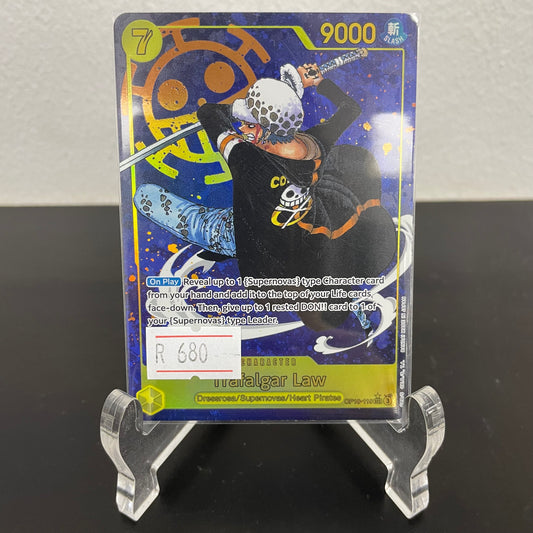 7 9000 斬
SLASH
On Play Reveal up to 1 {Supernovas} type Character card
from your hand and add it to the top of your Life cards
face-down. Then, give up to 1 rested DON!! card to 1 of
your {Supernovas} type Leader.
R 680
CHARACTER
Trafalgar Law
Dressrosa/Supernovas/Heart Pirates